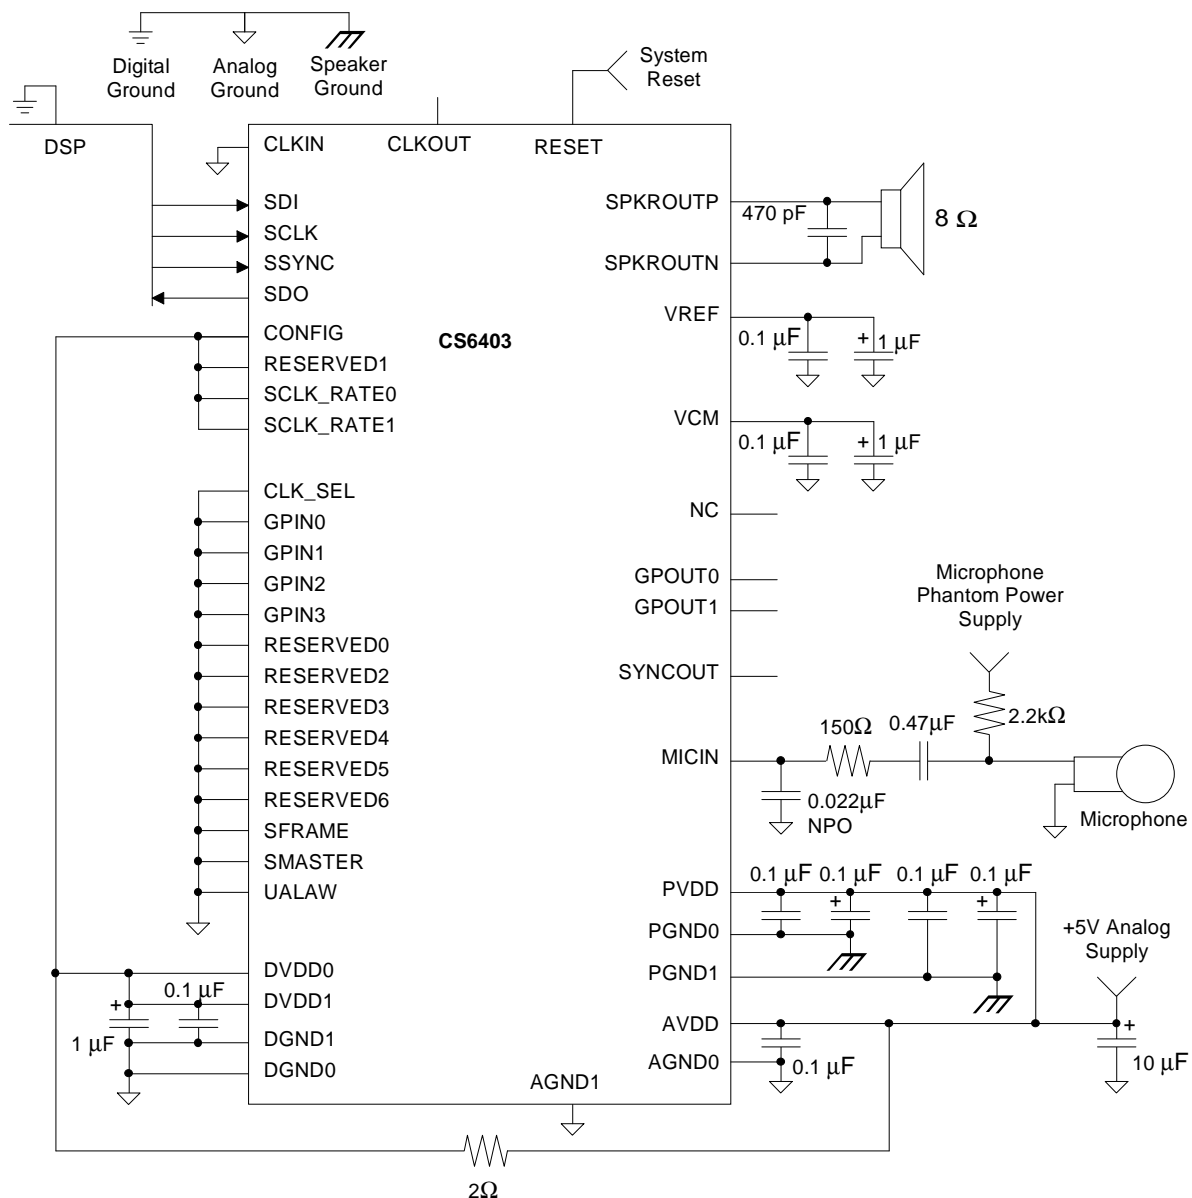 Digital
Ground
Analog
Ground
Speaker
Ground
System
Reset
DSP
CLKIN
CLKOUT
RESET
SDI
SCLK
SSYNC
SDO
CONFIG
RESERVED1
SCLK_RATE0
SCLK_RATE1
CS6403
CLK_SEL
GPIN0
GPIN1
GPIN2
GPIN3
RESERVED0
RESERVED2
RESERVED3
RESERVED4
RESERVED5
RESERVED6
SFRAME
SMASTER
UALAW
DVDD0
DVDD1
DGND1
DGND0
+
0.1 µF
1 µF
AGND1
2Ω
SPKROUTP
470 pF
8 Ω
SPKROUTN
VREF
0.1 µF
+
1 µF
VCM
0.1 µF
+
1 µF
NC
GPOUT0
GPOUT1
SYNCOUT
Microphone
Phantom Power
Supply
2.2kΩ
MICIN
150Ω
0.47µF
0.022µF
NPO
Microphone
PVDD
0.1 µF
0.1 µF
0.1 µF
0.1 µF
+
+
PGND0
PGND1
+5V Analog
Supply
AVDD
AGND0
0.1 µF
+
10 µF